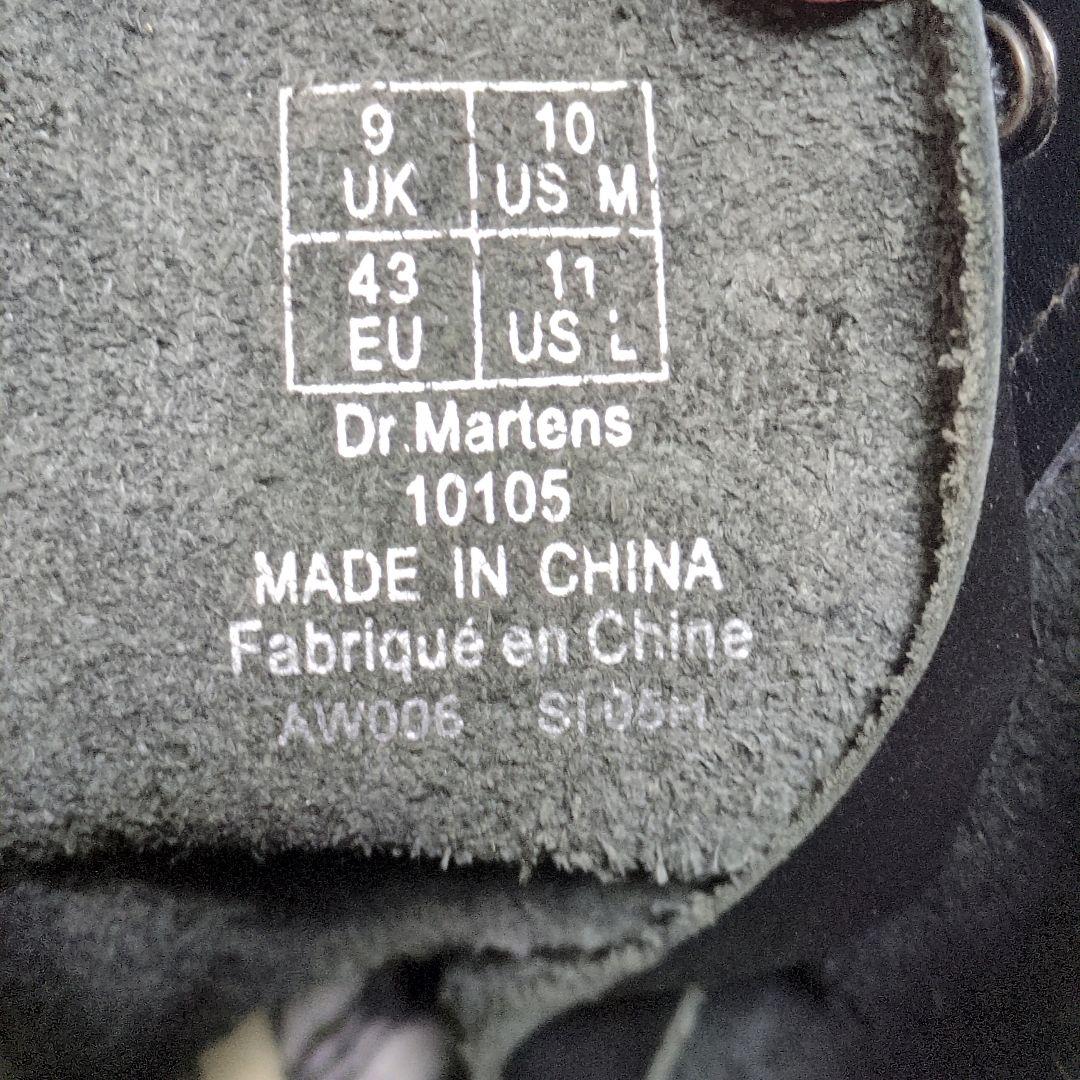 9 10
UK US M
43 11
EU US L
Dr.Martens
10105
MADE IN CHINA
Fabriqué en Chine
AW006